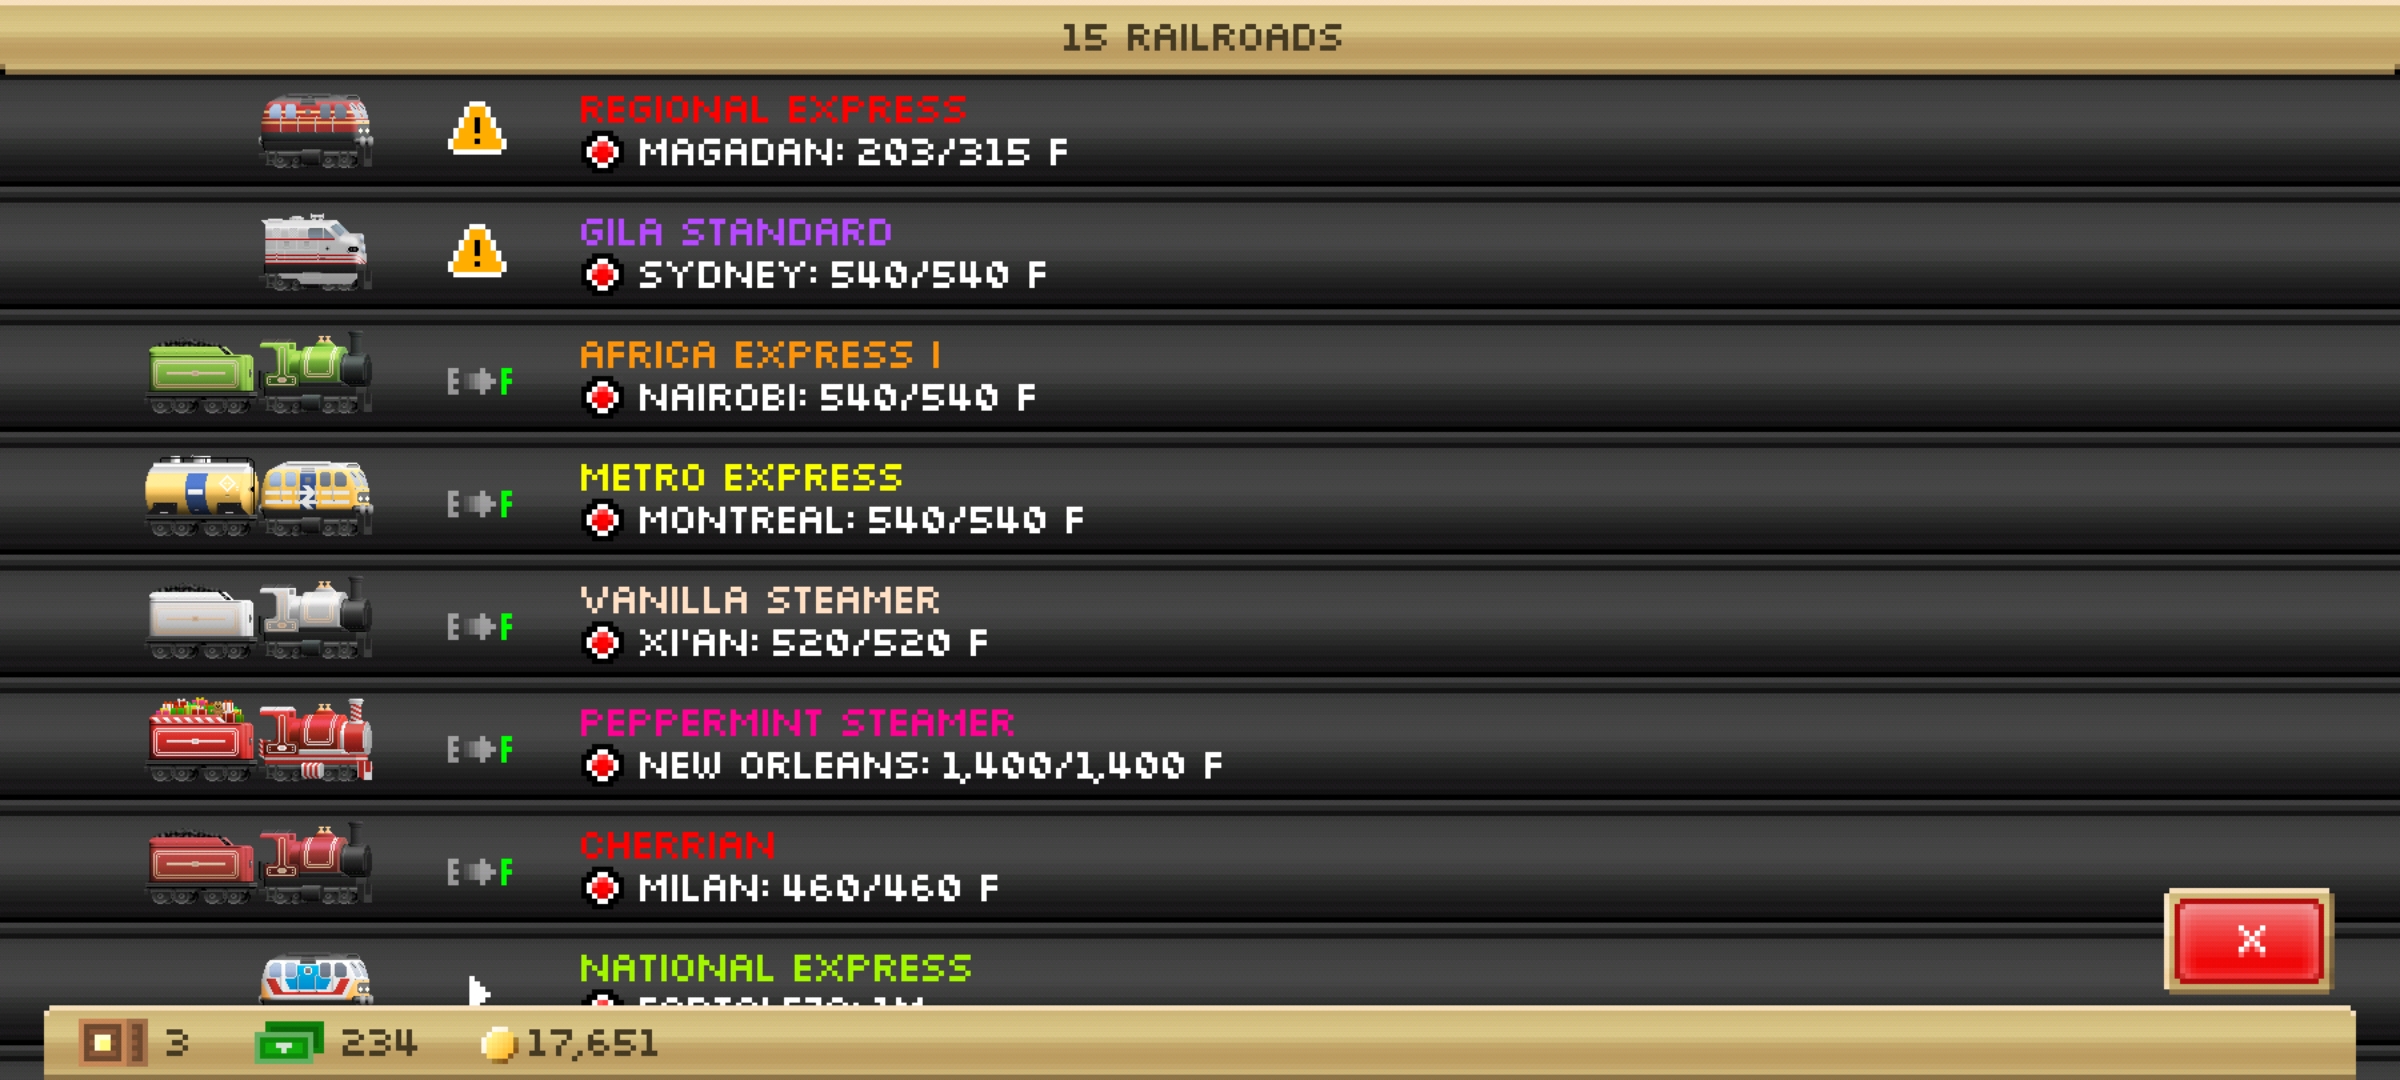 15 RAILROADS
REGIONAL EXPRESS
MAGADAN: 203/315 F
GILA STANDARD
SYDNEY: 540/540 F
AFRICA EXPRESS I
E F
NAIROBI: 540/540 F
METRO EXPRESS
E F
MONTREAL: 540/540 F
VANILLA STEAMER
E F
XI'AN: 520/520 F
PEPPERMINT STEAMER
E F
NEW ORLEANS: 1,400/1,400 F
CHERRIAN
E F
MILAN: 460/460 F
X
NATIONAL EXPRESS
3 234 17,651